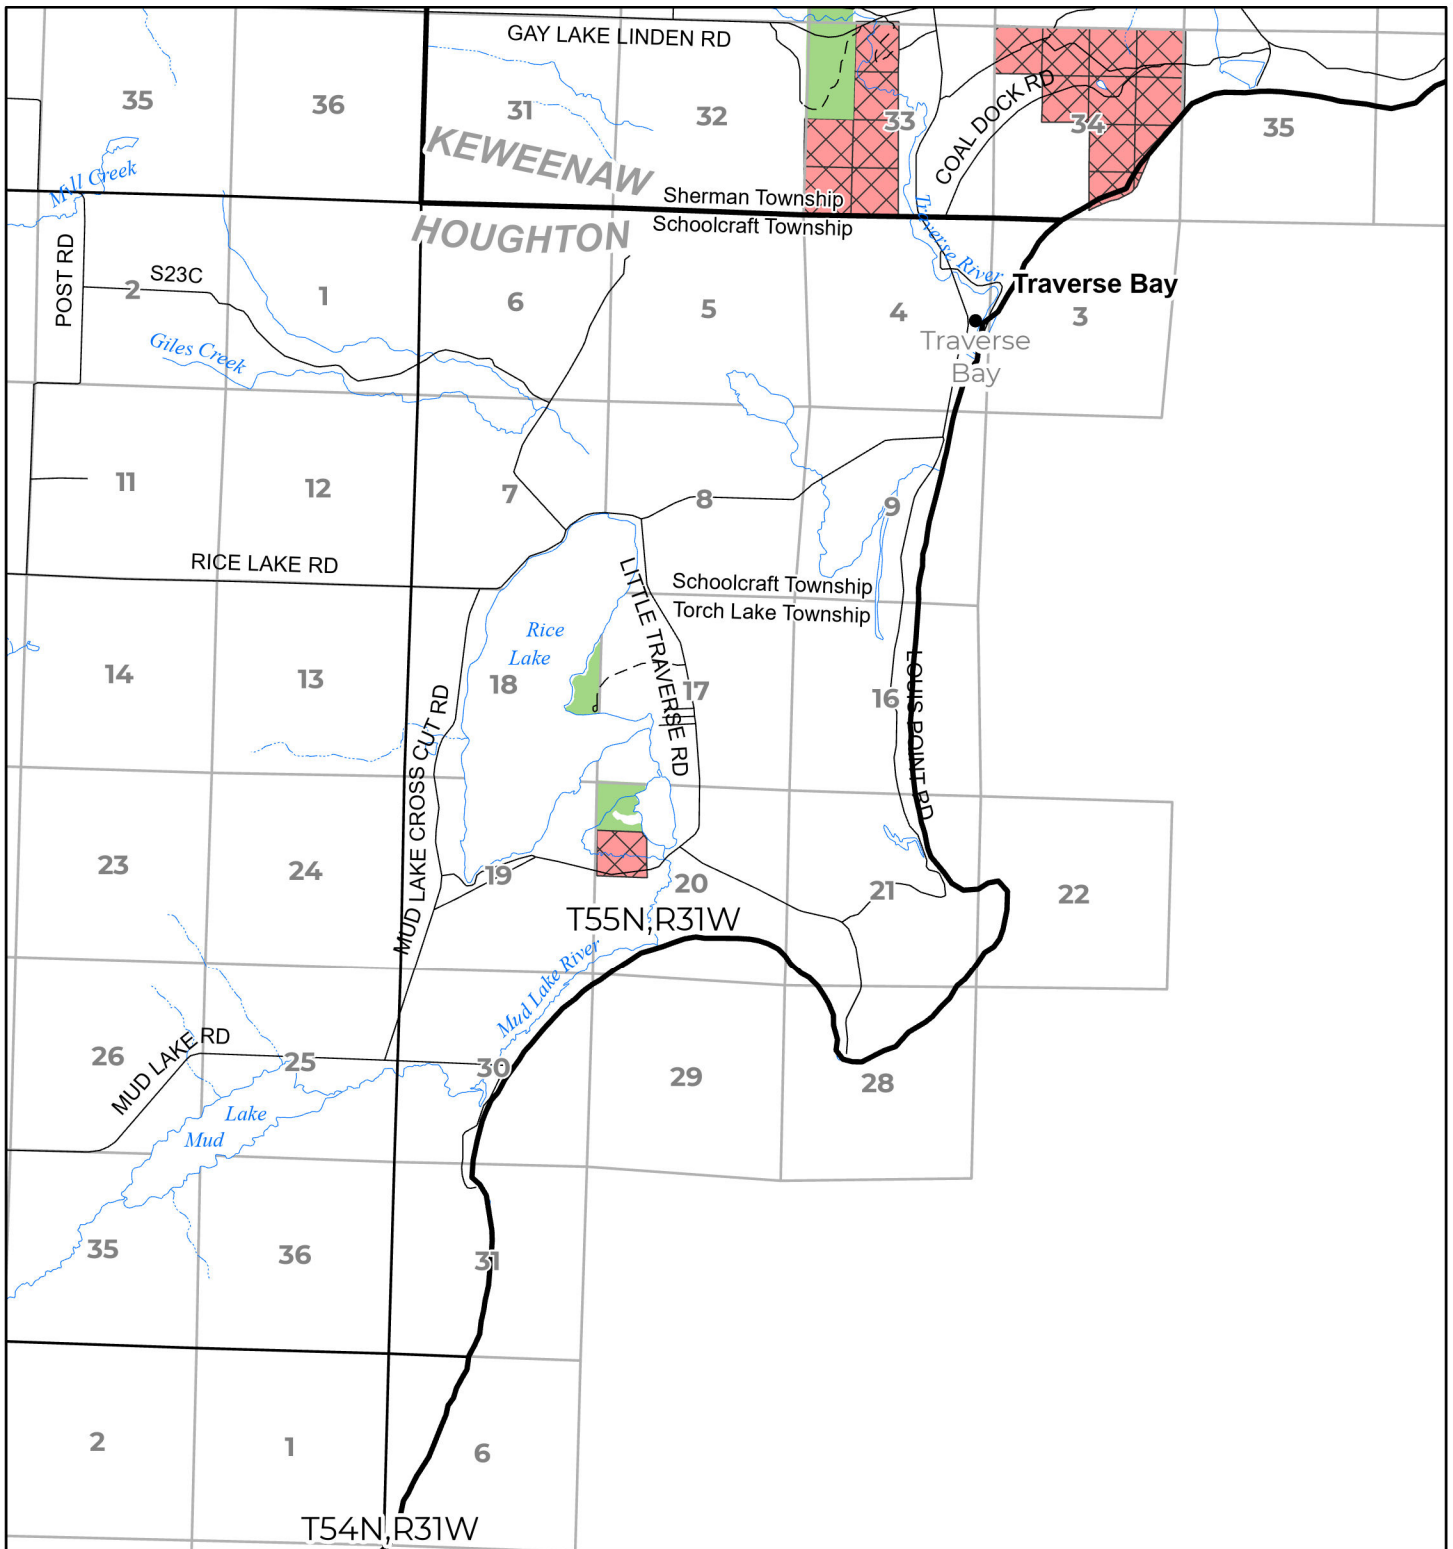 GAY LAKE LINDEN RD
35
36
31
32
33
34
35
COAL DOCK RD
KEWEENAW
Mill Creek
Sherman Township
HOUGHTON
Schoolcraft Township
Traverse River
POST RD
S23C
2
1
6
5
4
3
Traverse Bay
Traverse
Bay
Giles Creek
11
12
7
8
9
RICE LAKE RD
LITTLE TRAVERSE RD
Schoolcraft Township
Torch Lake Township
Rice
Lake
14
13
18
17
16
LOUIS POINT RD
MUD LAKE CROSS CUT RD
23
24
19
20
21
22
T55N,R31W
Mud Lake River
MUD LAKE RD
26
25
30
29
28
Lake
Mud
35
36
31
2
1
6
T54N,R31W